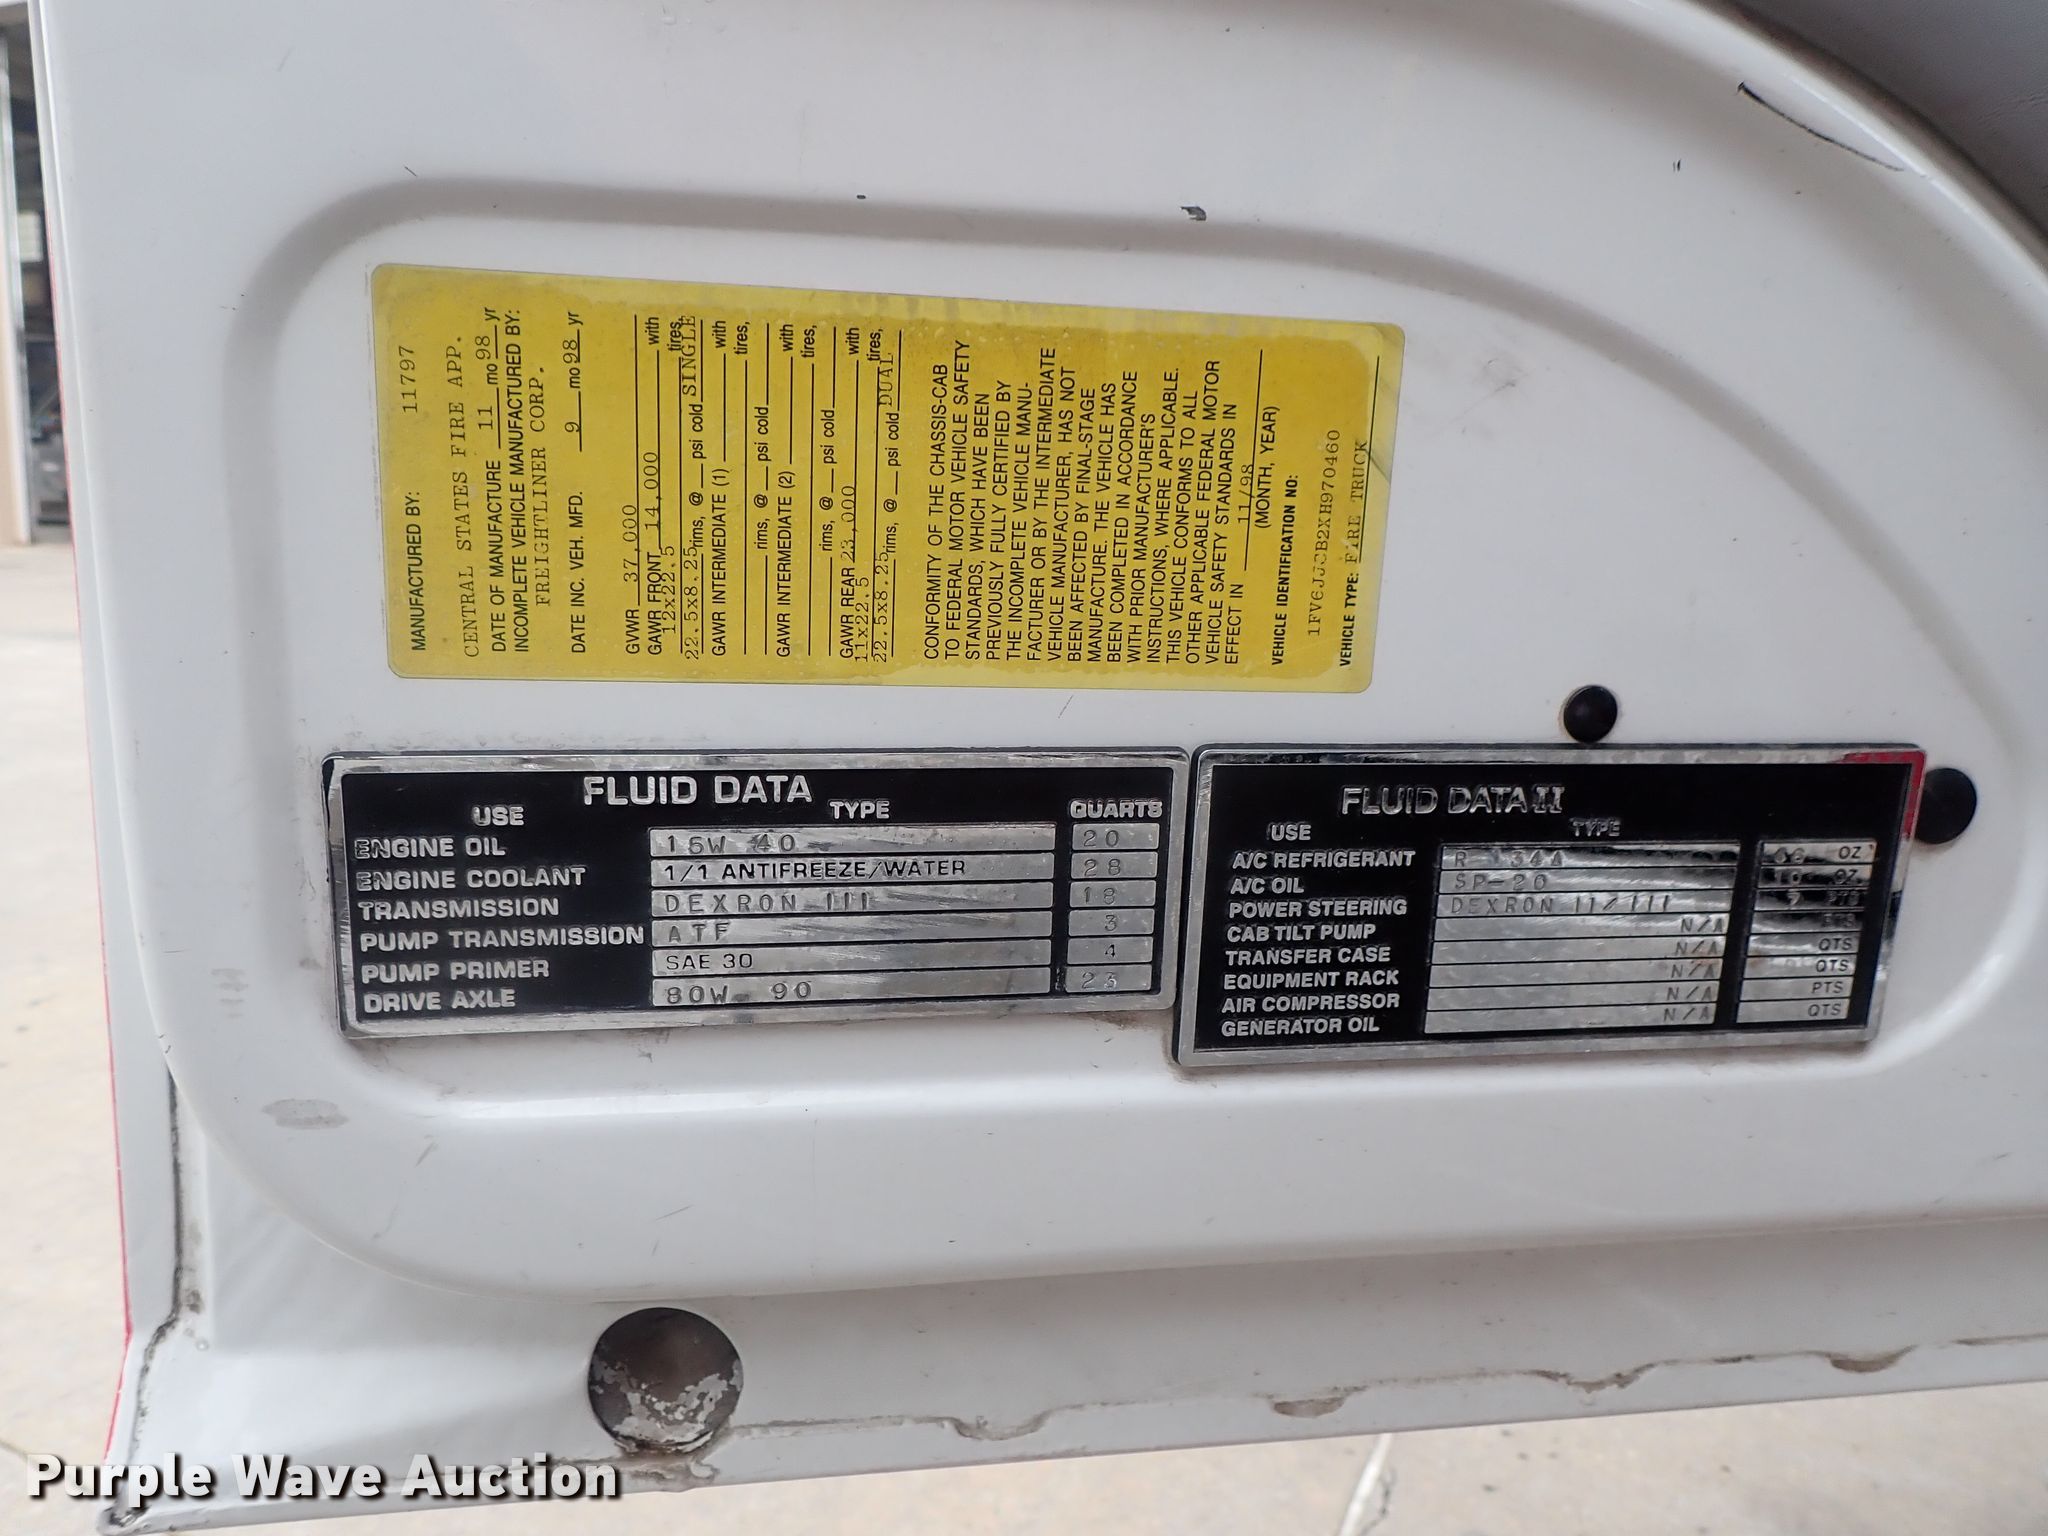 MANUFACTURED BY: 11797
CENTRAL STATES FIRE APP.
DATE OF MANUFACTURE 11 mo 98 yr
INCOMPLETE VEHICLE MANUFACTURED BY:
FREIGHTLINER CORP.
DATE INC. VEH. MFD. 9 mo 98 yr
GVWR 37,000
GAWR FRONT 14,000 with
12x22.5 tires,
22.5x8.25 rims, @ psi cold SINGLE
GAWR INTERMEDIATE (1) with
tires,
rims, @ psi cold
GAWR INTERMEDIATE (2) with
tires,
rims, @ psi cold
GAWR REAR 23,000 with
11x22.5 tires,
22.5x8.25 rims, @ psi cold DUAL
CONFORMITY OF THE CHASSIS-CAB
TO FEDERAL MOTOR VEHICLE SAFETY
STANDARDS, WHICH HAVE BEEN
PREVIOUSLY FULLY CERTIFIED BY
THE INCOMPLETE VEHICLE MANU-
FACTURER OR BY THE INTERMEDIATE
VEHICLE MANUFACTURER, HAS NOT
BEEN AFFECTED BY FINAL-STAGE
MANUFACTURE. THE VEHICLE HAS
BEEN COMPLETED IN ACCORDANCE
WITH PRIOR MANUFACTURER'S
INSTRUCTIONS, WHERE APPLICABLE.
THIS VEHICLE CONFORMS TO ALL
OTHER APPLICABLE FEDERAL MOTOR
VEHICLE SAFETY STANDARDS IN
EFFECT IN 11/98
(MONTH, YEAR)
VEHICLE IDENTIFICATION NO:
1FV6JJCB2XH970460
VEHICLE TYPE: FIRE TRUCK
FLUID DATA
USE TYPE QUARTS
ENGINE OIL 15W 40 20
ENGINE COOLANT 1/1 ANTIFREEZE/WATER 28
TRANSMISSION DEXRON III 18
PUMP TRANSMISSION ATF 3
PUMP PRIMER SAE 30 4
DRIVE AXLE 80W 90 23
FLUID DATA II
USE TYPE
A/C REFRIGERANT R-134A OZ
A/C OIL SP-20 OZ
POWER STEERING DEXRON II/III PTS
CAB TILT PUMP N/A PTS
TRANSFER CASE N/A QTS
EQUIPMENT RACK N/A QTS
AIR COMPRESSOR N/A PTS
GENERATOR OIL N/A QTS
Purple Wave Auction